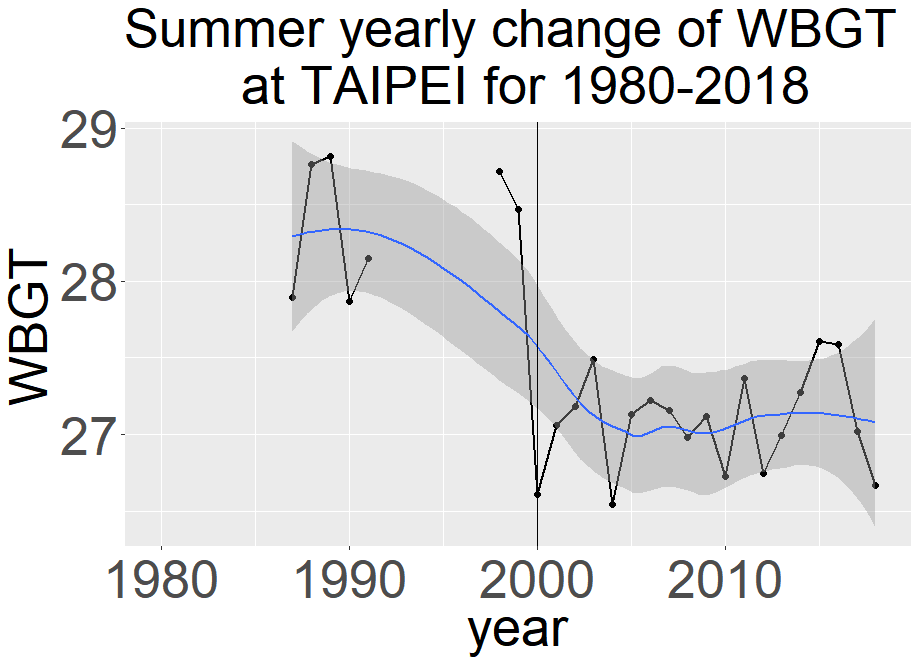 Summer yearly change of WBGT
at TAIPEI for 1980-2018
29
28
27
WBGT
1980 1990 2000 2010
year